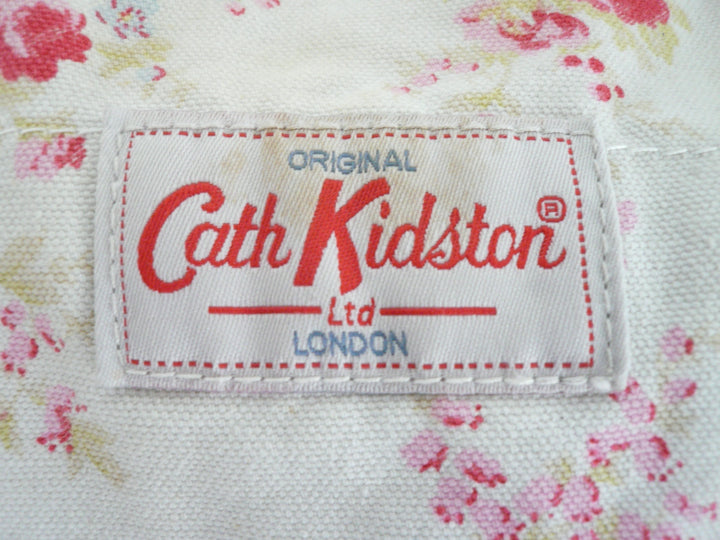 ORIGINAL
Cath Kidston®
Ltd
LONDON